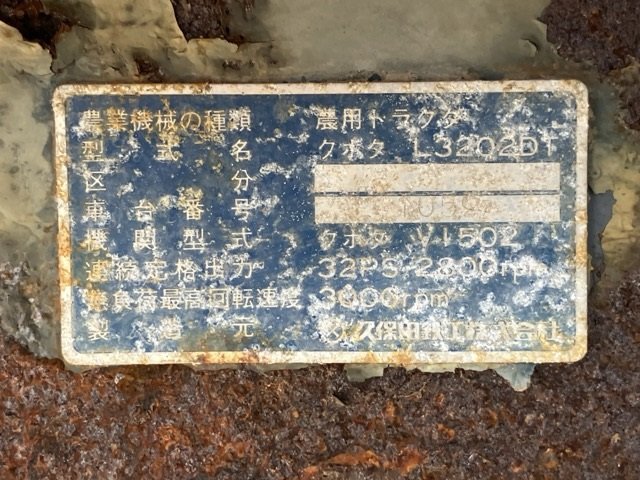 農業機械の種類 農用トラクタ
型式名 クボタ L3202DT
区分
車台番号
機関型式 クボタ V1502
連続定格出力 32PS/2800rpm
無負荷最高回転速度 3000rpm
製造元 久保田鉄工株式会社